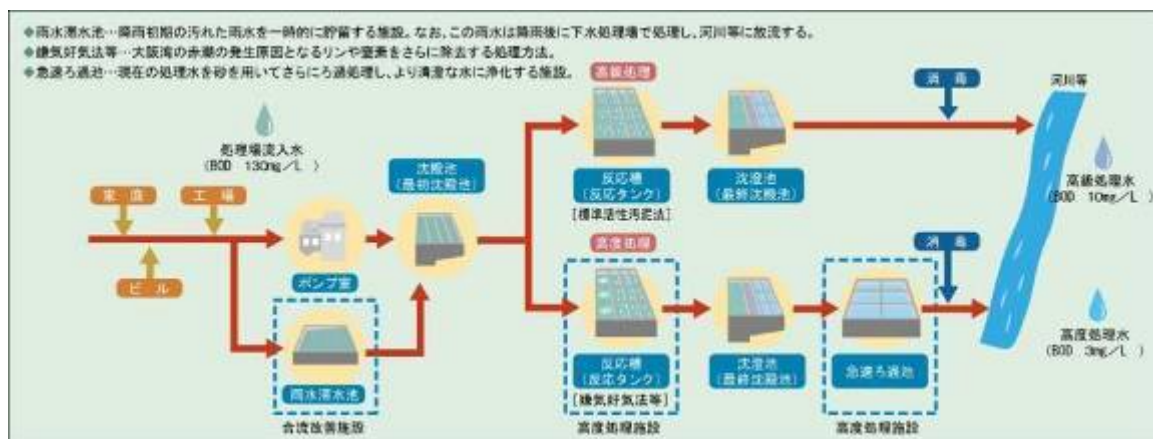 ◆雨水滞水池…降雨初期の汚れた雨水を一時的に貯留する施設。なお、この雨水は降雨後に下水処理場で処理し、河川等に放流する。
◆嫌気好気法等…大阪湾の赤潮の発生原因となるリンや窒素をさらに除去する処理方法。
◆急速ろ過池…現在の処理水を砂を用いてさらにろ過処理し、より清澄な水に浄化する施設。
処理場流入水
(BOD 130mg/L )
家庭
工場
ビル
ポンプ室
雨水滞水池
合流改善施設
沈殿池
(最初沈殿池)
高級処理
反応槽
(反応タンク)
[標準活性汚泥法]
沈澄池
(最終沈殿池)
消毒
河川等
高級処理水
(BOD 10mg/L )
高度処理
反応槽
(反応タンク)
[嫌気好気法等]
高度処理施設
沈澄池
(最終沈殿池)
急速ろ過池
高度処理施設
消毒
高度処理水
(BOD 3mg/L )